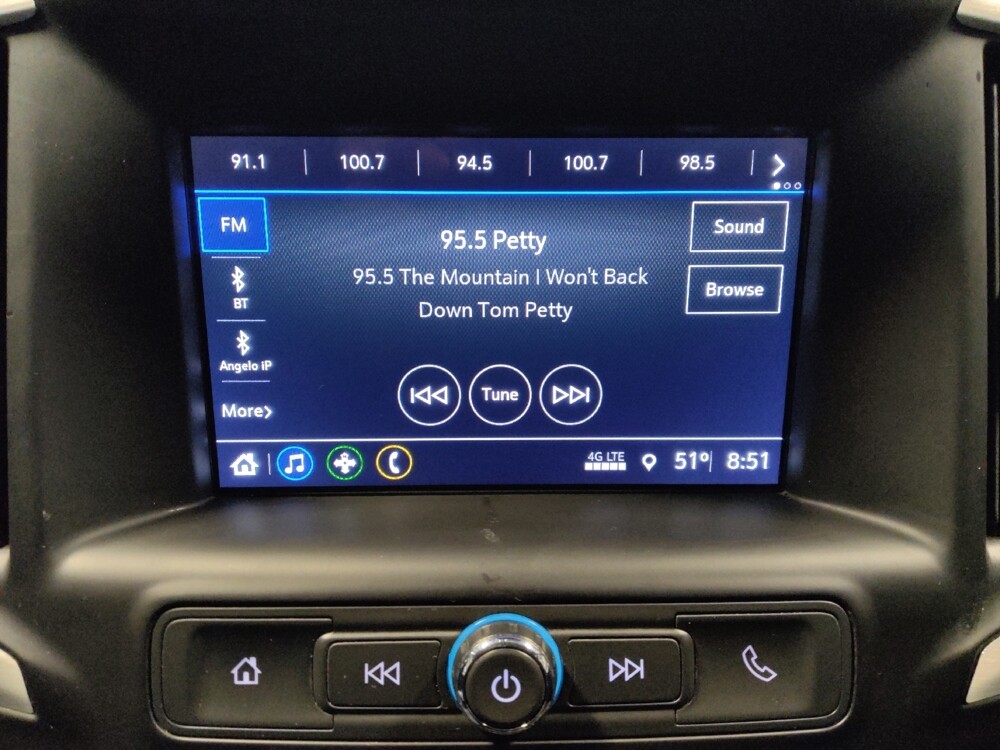 91.1 100.7 94.5 100.7 98.5
FM
95.5 Petty
Sound
95.5 The Mountain I Won't Back
Down Tom Petty
Browse
BT
Angelo iP
More
Tune
4G LTE 51° 8:51